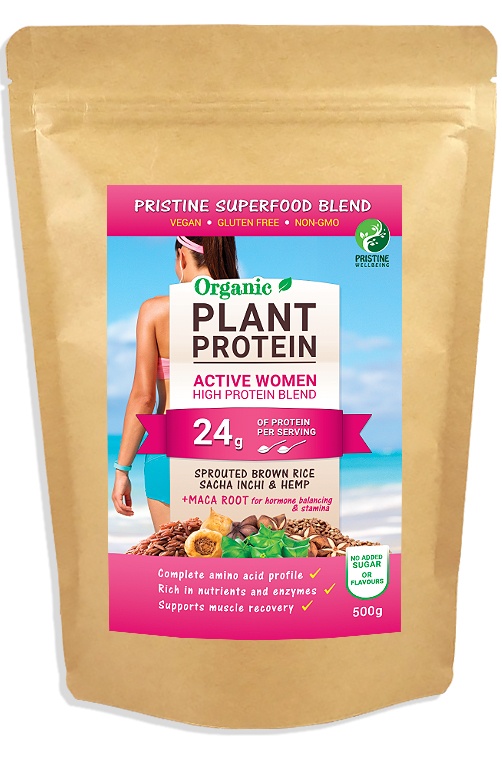 PRISTINE SUPERFOOD BLEND
VEGAN • GLUTEN FREE • NON-GMO
PRISTINE
WELLBEING
Organic
PLANT
PROTEIN
ACTIVE WOMEN
HIGH PROTEIN BLEND
24g
OF PROTEIN
PER SERVING
SPROUTED BROWN RICE
SACHA INCHI & HEMP
+MACA ROOT for hormone balancing
& stamina
NO ADDED
SUGAR
OR
FLAVOURS
Complete amino acid profile ✓
Rich in nutrients and enzymes ✓
Supports muscle recovery ✓
500g